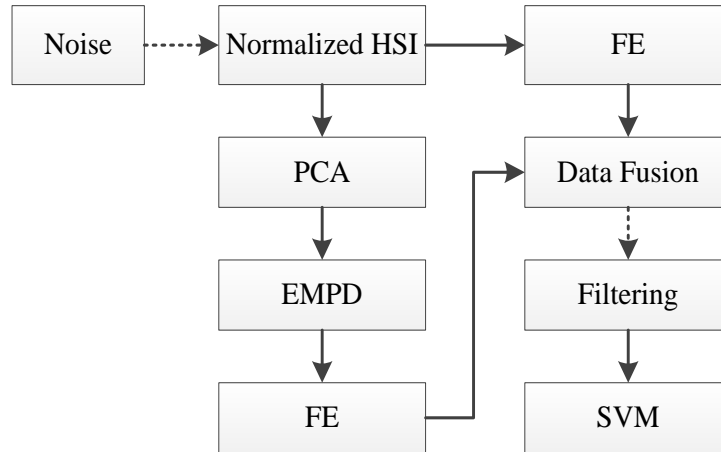 Noise
Normalized HSI
FE
PCA
Data Fusion
EMPD
Filtering
FE
SVM